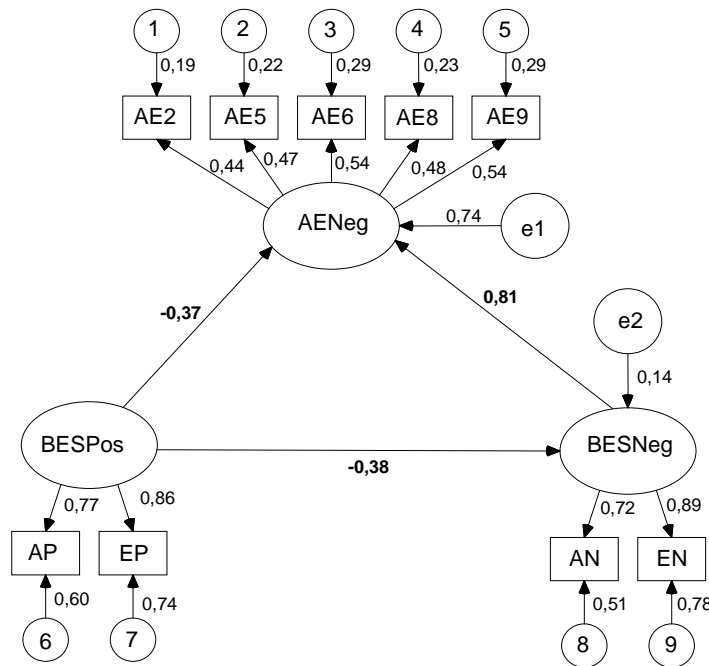 1 2 3 4 5
0,19 0,22 0,29 0,23 0,29
AE2 AE5 AE6 AE8 AE9
0,44 0,47 0,54 0,48 0,54
AENeg 0,74 e1
-0,37 0,81 e2
0,14
BESPos BESNeg
-0,38
0,77 0,86 0,72 0,89
AP EP AN EN
0,60 0,74 0,51 0,78
6 7 8 9